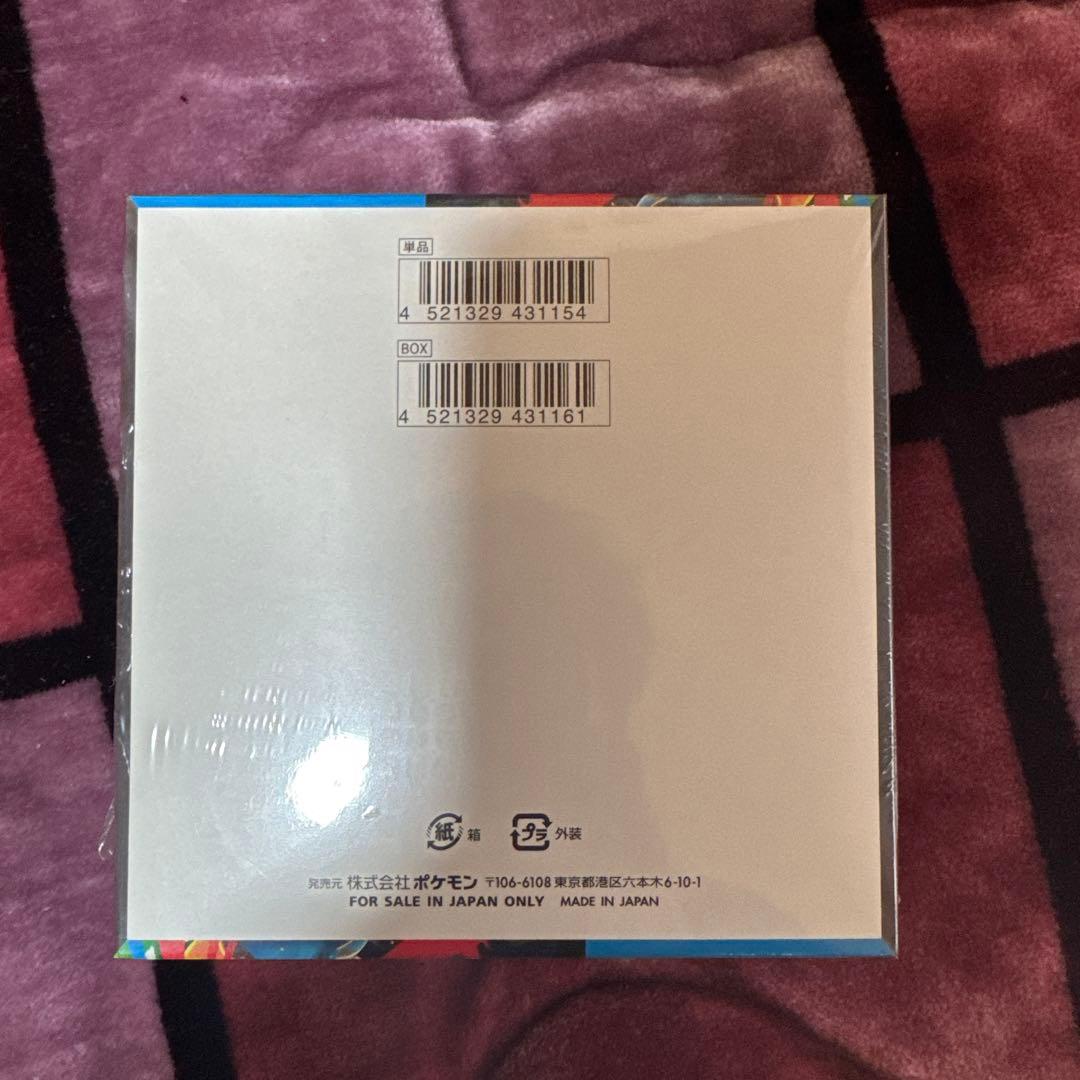 単品
4 521329 431154
BOX
4 521329 431161
紙 箱 プラ 外装
発売元 株式会社ポケモン 〒106-6108 東京都港区六本木6-10-1
FOR SALE IN JAPAN ONLY MADE IN JAPAN